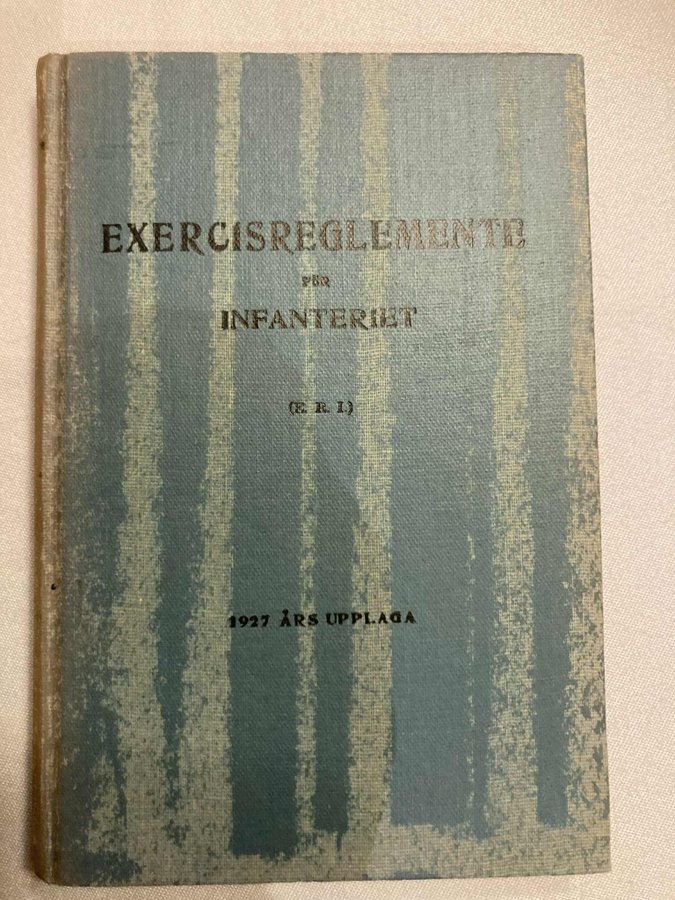 EXERCISREGLEMENTE
FÖR
INFANTERIET
(E. R. I.)
1927 ÅRS UPPLAGA